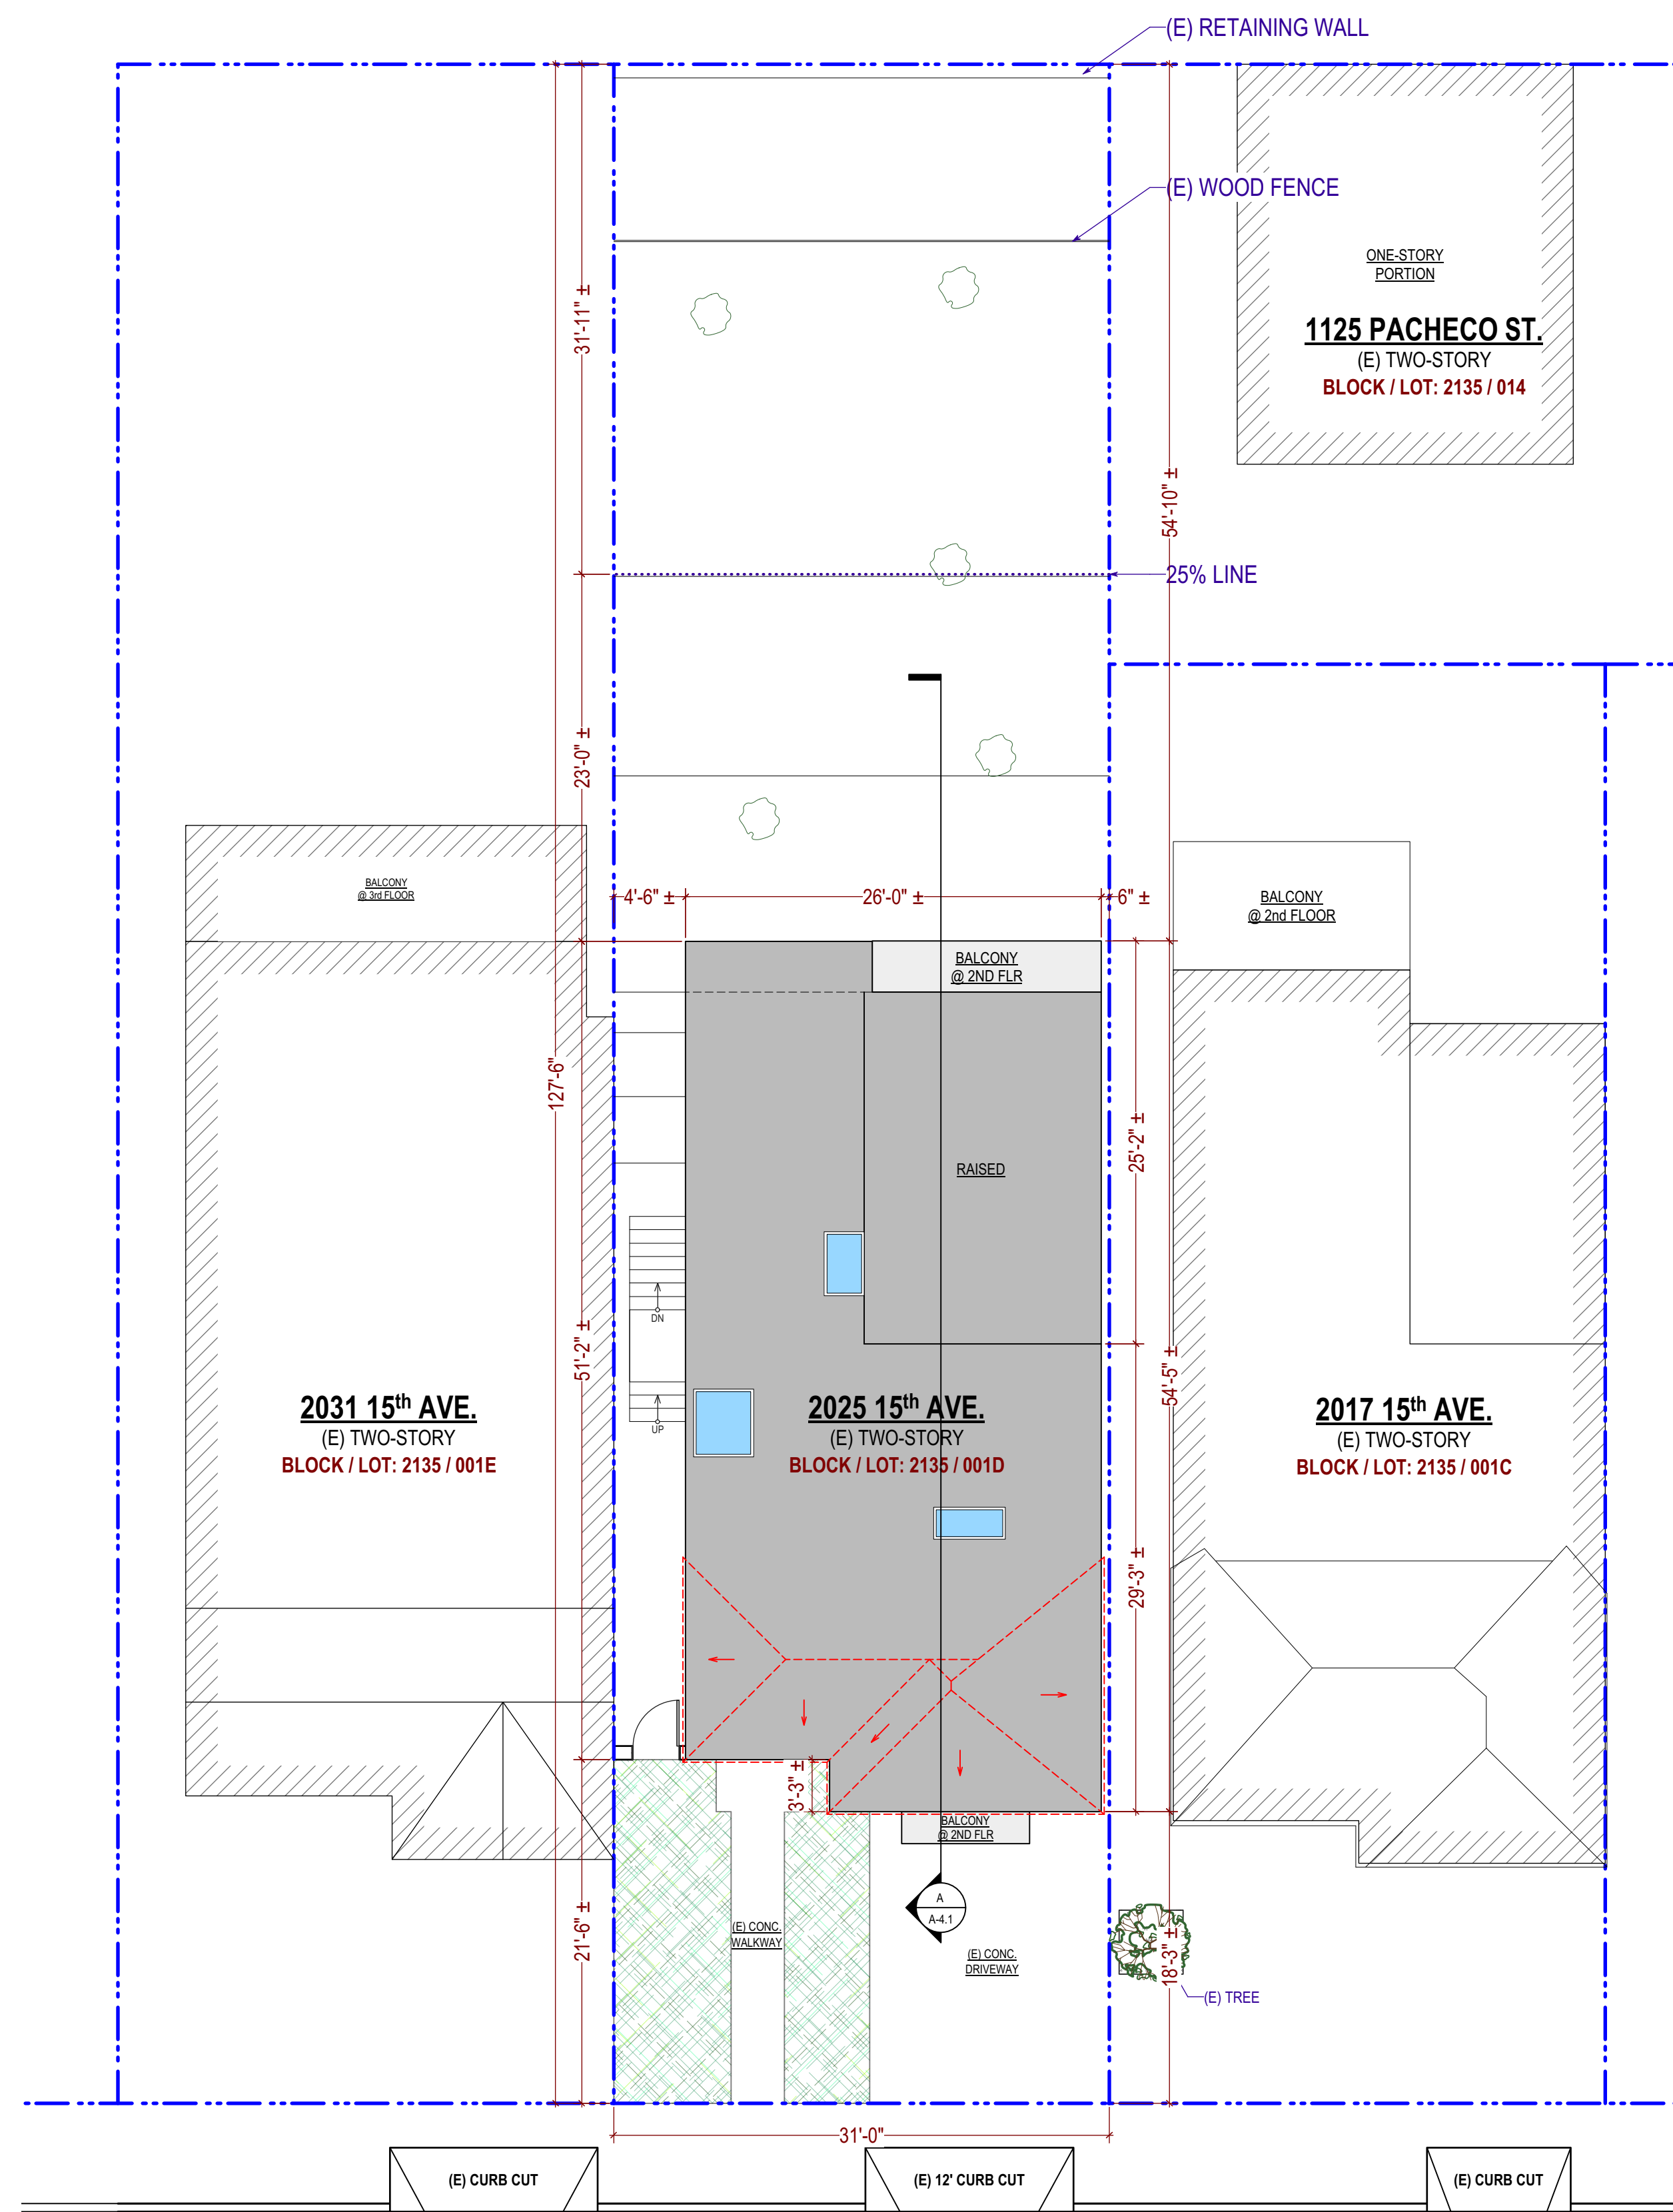 (E) RETAINING WALL
(E) WOOD FENCE
ONE-STORY
PORTION
1125 PACHECO ST.
(E) TWO-STORY
BLOCK / LOT: 2135 / 014
31'-11" ±
54'-10" ±
25% LINE
23'-0" ±
BALCONY
@ 3rd FLOOR
4'-6" ±
26'-0" ±
6" ±
BALCONY
@ 2nd FLOOR
BALCONY
@ 2ND FLR
127'-6"
25'-2" ±
RAISED
DN
51'-2" ±
54'-5" ±
UP
2031 15th AVE.
(E) TWO-STORY
BLOCK / LOT: 2135 / 001E
2025 15th AVE.
(E) TWO-STORY
BLOCK / LOT: 2135 / 001D
2017 15th AVE.
(E) TWO-STORY
BLOCK / LOT: 2135 / 001C
29'-3" ±
3'-3" ±
BALCONY
@ 2ND FLR
A
A-4.1
21'-6" ±
(E) CONC.
WALKWAY
(E) CONC.
DRIVEWAY
18'-3" ±
(E) TREE
31'-0"
(E) CURB CUT
(E) 12' CURB CUT
(E) CURB CUT